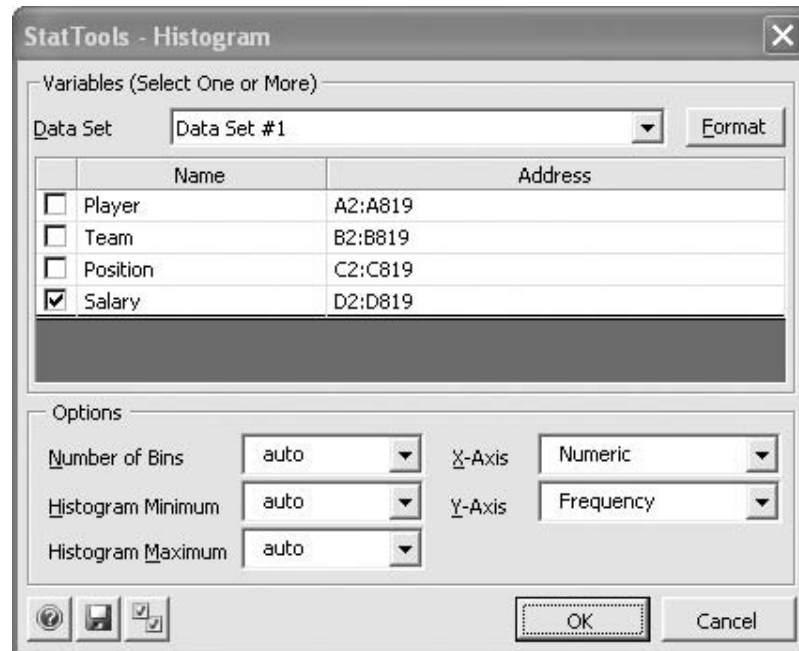 StatTools - Histogram
Variables (Select One or More)
Data Set Data Set #1 Format
Name Address
Player A2:A819
Team B2:B819
Position C2:C819
Salary D2:D819
Options
Number of Bins auto X-Axis Numeric
Histogram Minimum auto Y-Axis Frequency
Histogram Maximum auto
OK Cancel